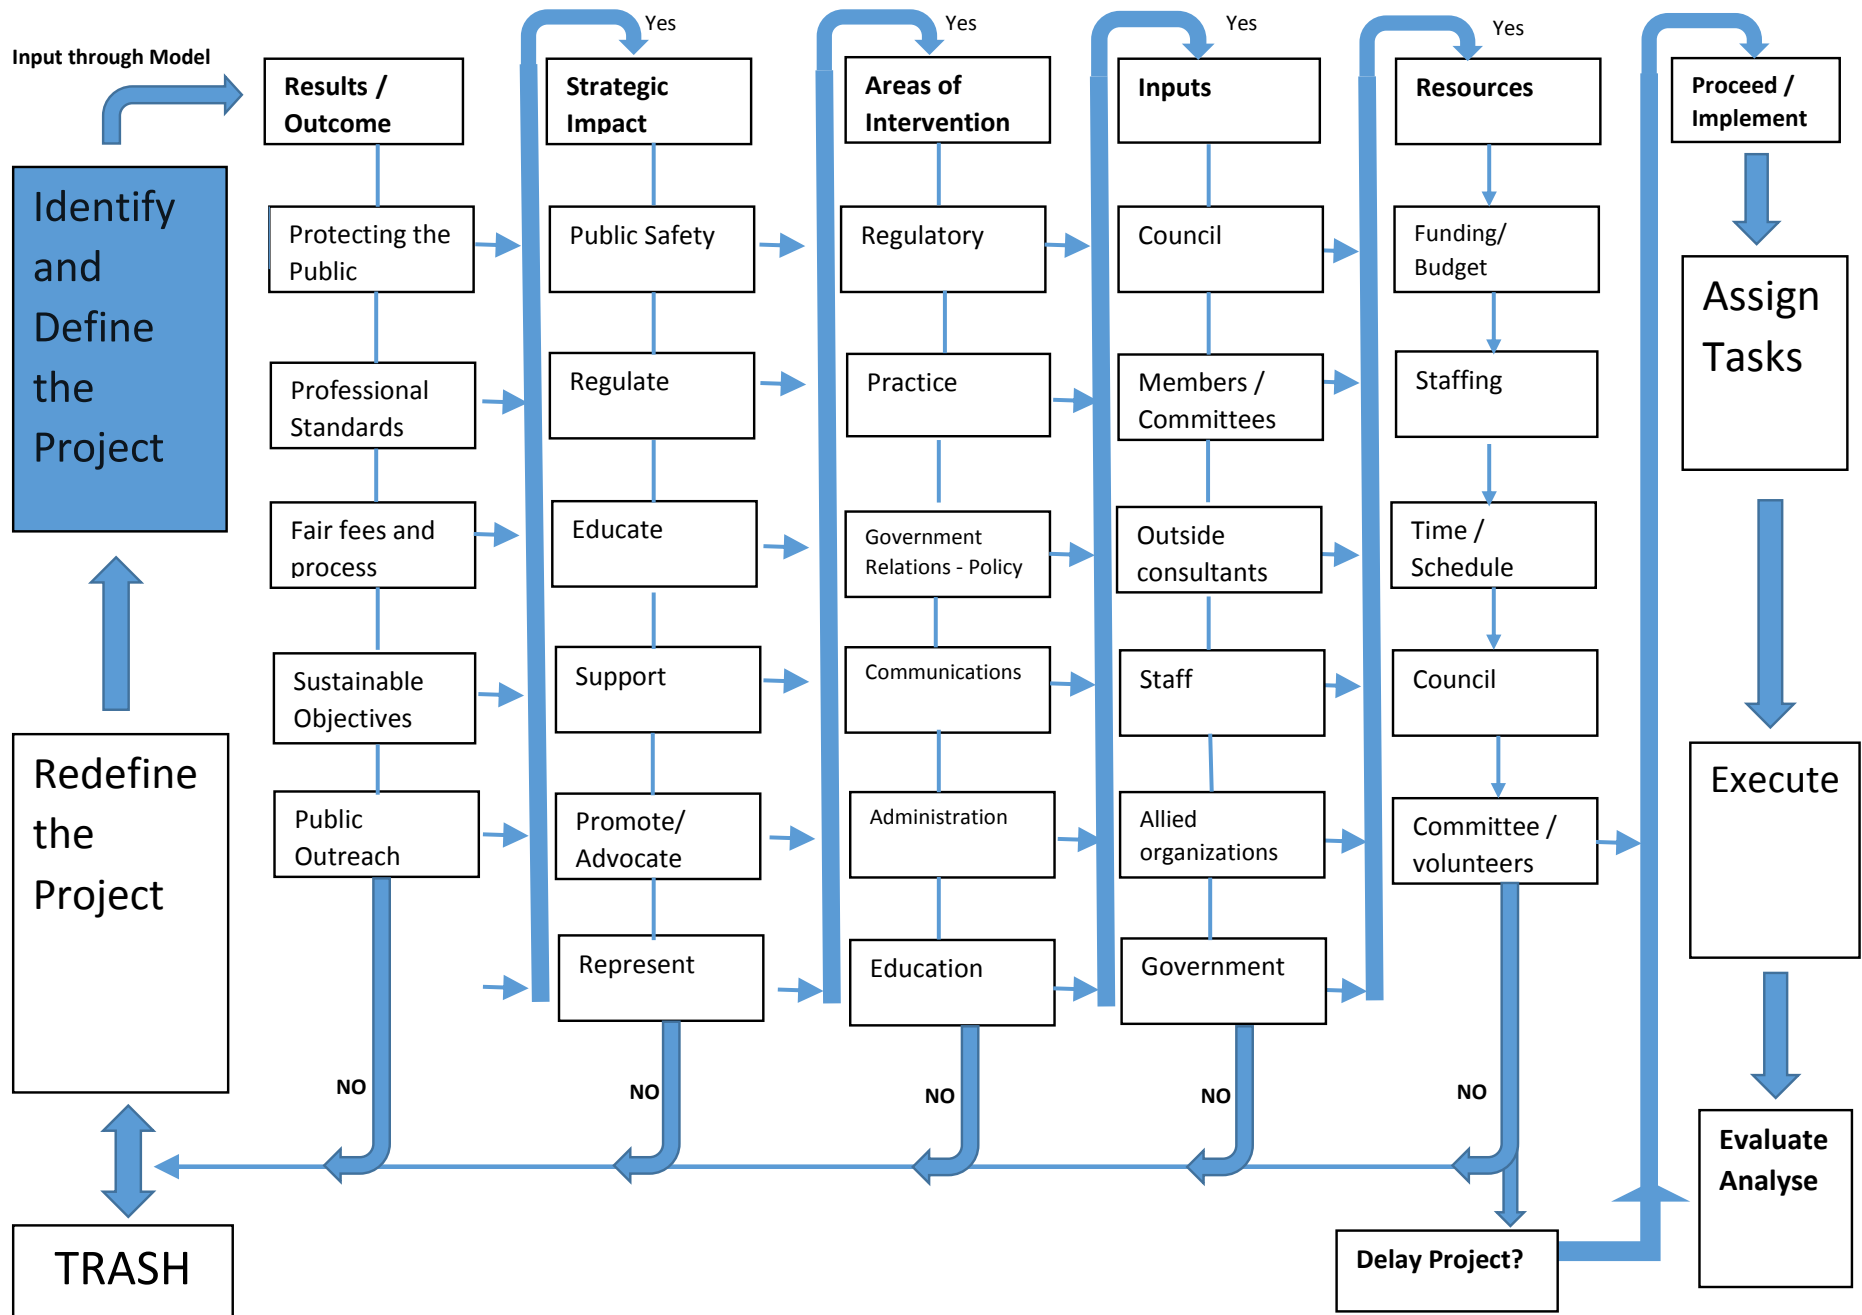 Input through Model
Identify
and
Define
the
Project
Redefine
the
Project
TRASH
Results /
Outcome
Protecting the
Public
Professional
Standards
Fair fees and
process
Sustainable
Objectives
Public
Outreach
NO
Yes
Strategic
Impact
Public Safety
Regulate
Educate
Support
Promote/
Advocate
Represent
NO
Yes
Areas of
Intervention
Regulatory
Practice
Government
Relations - Policy
Communications
Administration
Education
NO
Yes
Inputs
Council
Members /
Committees
Outside
consultants
Staff
Allied
organizations
Government
NO
Yes
Resources
Funding/
Budget
Staffing
Time /
Schedule
Council
Committee /
volunteers
NO
Delay Project?
Proceed /
Implement
Assign
Tasks
Execute
Evaluate
Analyse